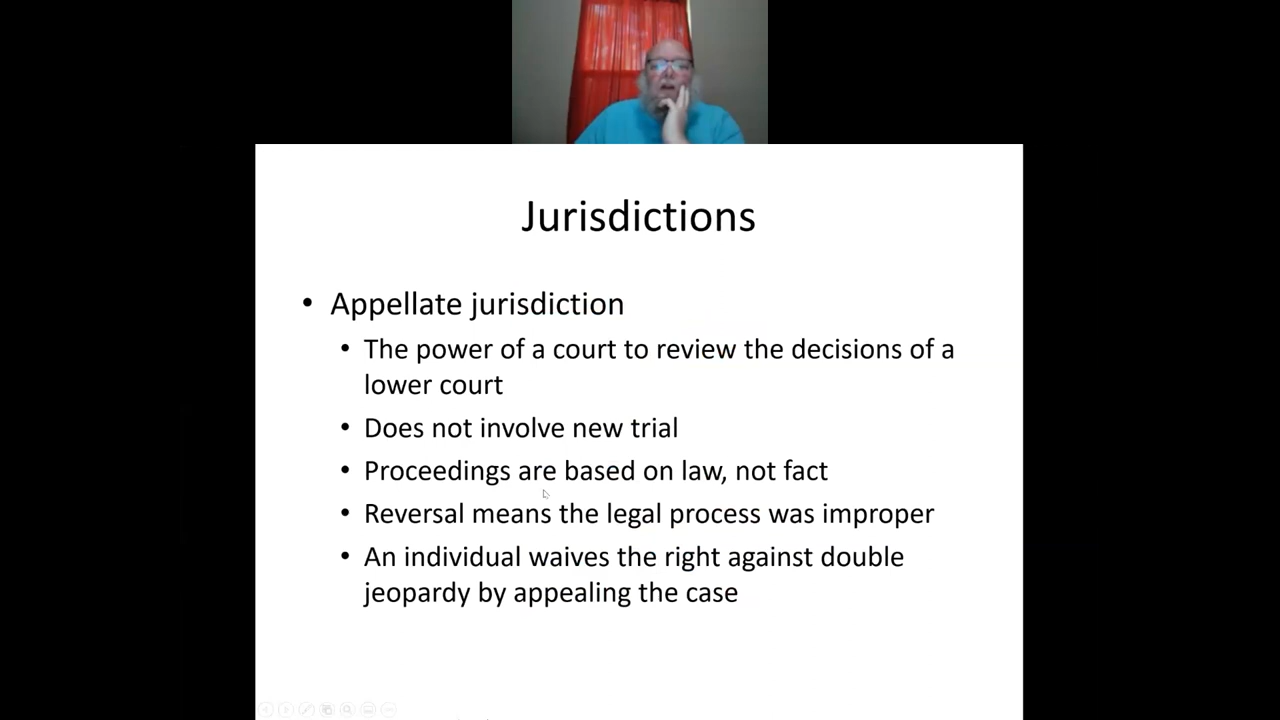 Jurisdictions
• Appellate jurisdiction
• The power of a court to review the decisions of a
lower court
• Does not involve new trial
• Proceedings are based on law, not fact
• Reversal means the legal process was improper
• An individual waives the right against double
jeopardy by appealing the case